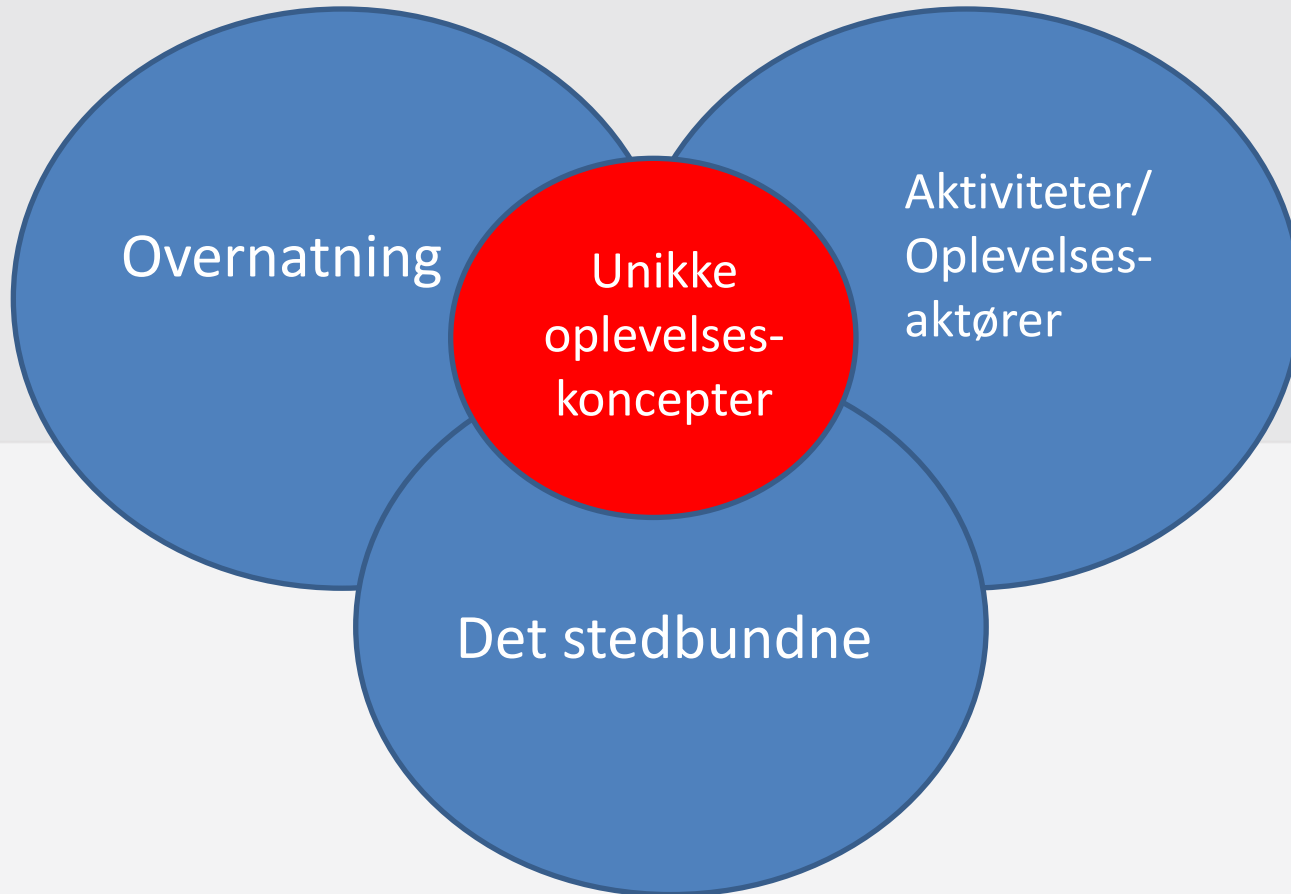 Overnatning
Unikke
oplevelses-
koncepter
Aktiviteter/
Oplevelses-
aktører
Det stedbundne